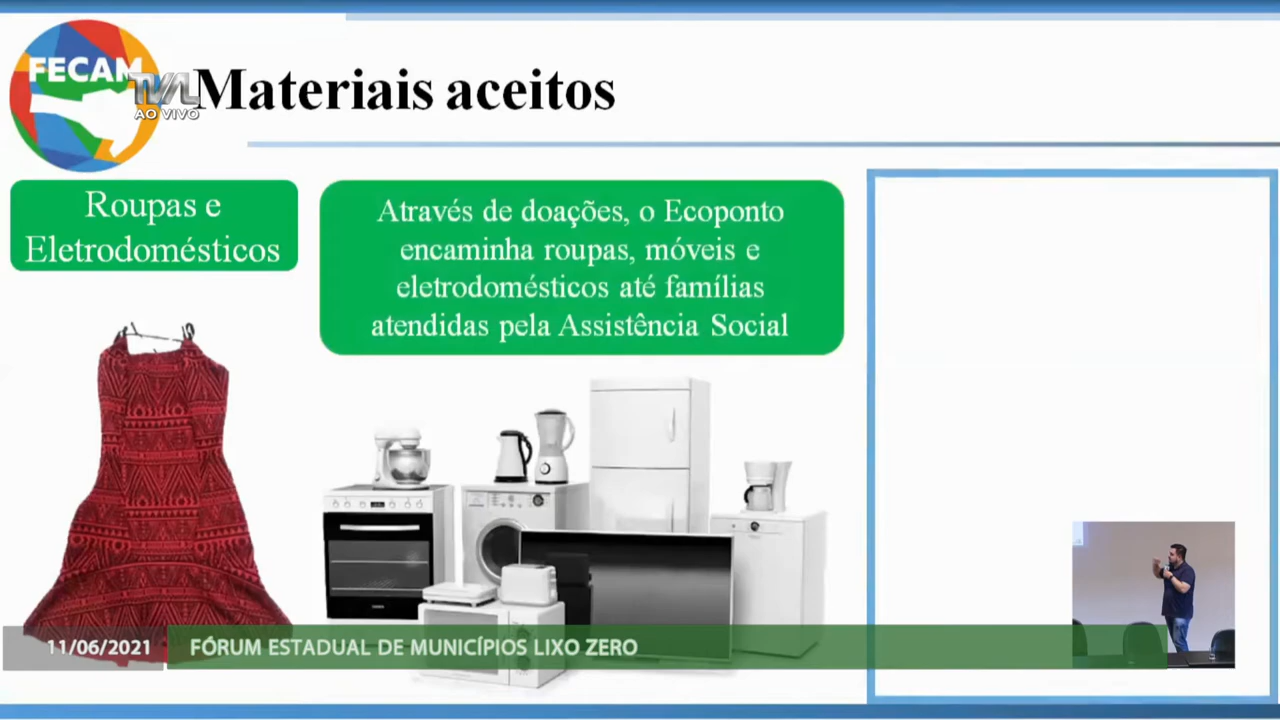 FECAM
TVAL
AO VIVO
Materiais aceitos
Roupas e
Eletrodomésticos
Através de doações, o Ecoponto
encaminha roupas, móveis e
eletrodomésticos até famílias
atendidas pela Assistência Social
11/06/2021
FÓRUM ESTADUAL DE MUNICÍPIOS LIXO ZERO